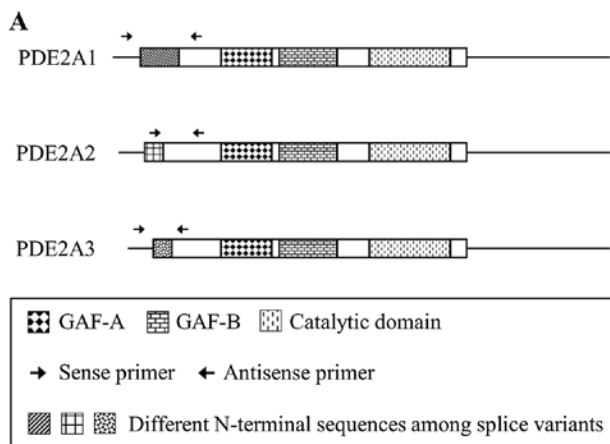 A
PDE2A1
PDE2A2
PDE2A3
GAF-A GAF-B Catalytic domain
Sense primer Antisense primer
Different N-terminal sequences among splice variants